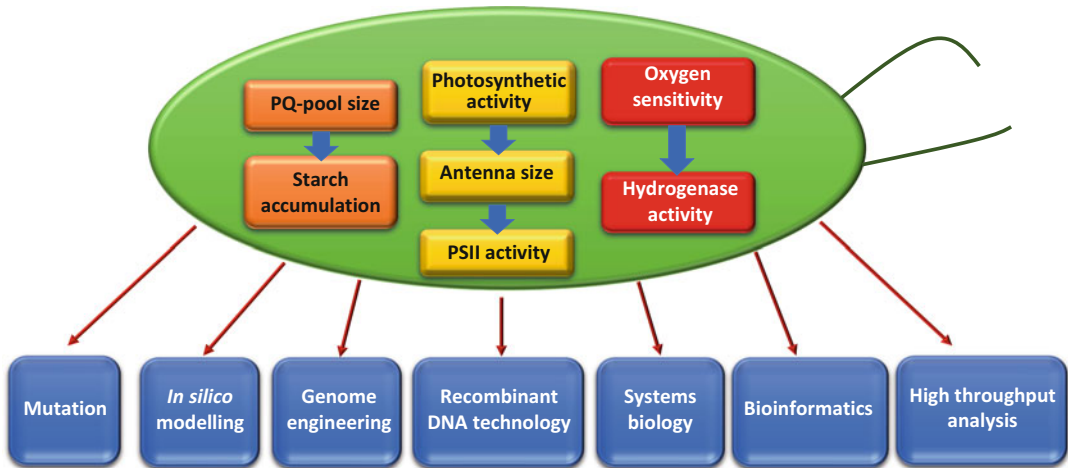 PQ-pool size
Starch
accumulation
Photosynthetic
activity
Antenna size
PSII activity
Oxygen
sensitivity
Hydrogenase
activity
Mutation
In silico
modelling
Genome
engineering
Recombinant
DNA technology
Systems
biology
Bioinformatics
High throughput
analysis